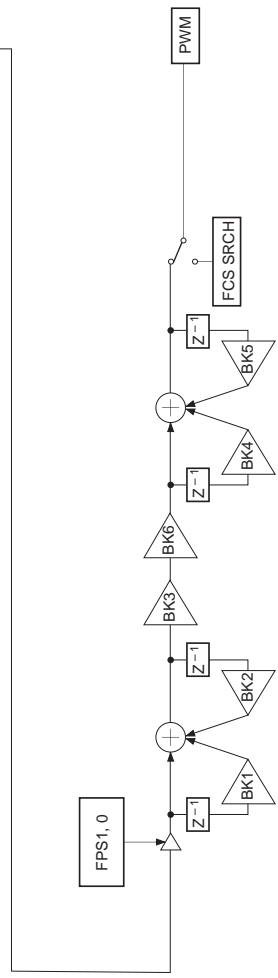 PWM
FCS SRCH
Z⁻¹
BK5
BK4
Z⁻¹
BK6
BK3
Z⁻¹
BK2
BK1
Z⁻¹
FPS1, 0